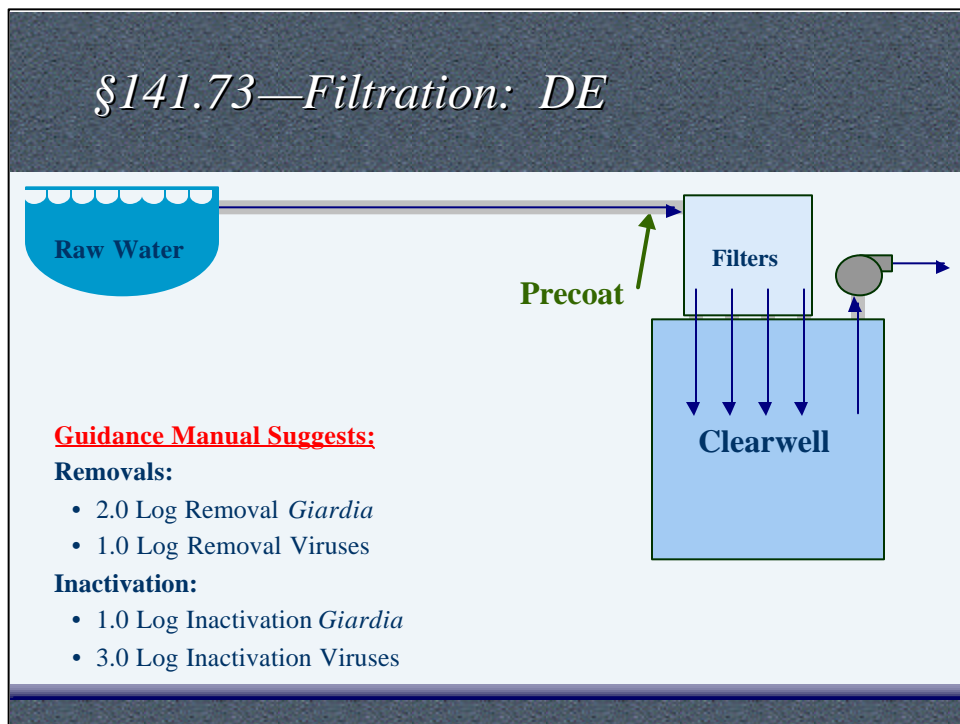 §141.73—Filtration: DE
Raw Water
Filters
Precoat
Clearwell
Guidance Manual Suggests:
Removals:
• 2.0 Log Removal Giardia
• 1.0 Log Removal Viruses
Inactivation:
• 1.0 Log Inactivation Giardia
• 3.0 Log Inactivation Viruses